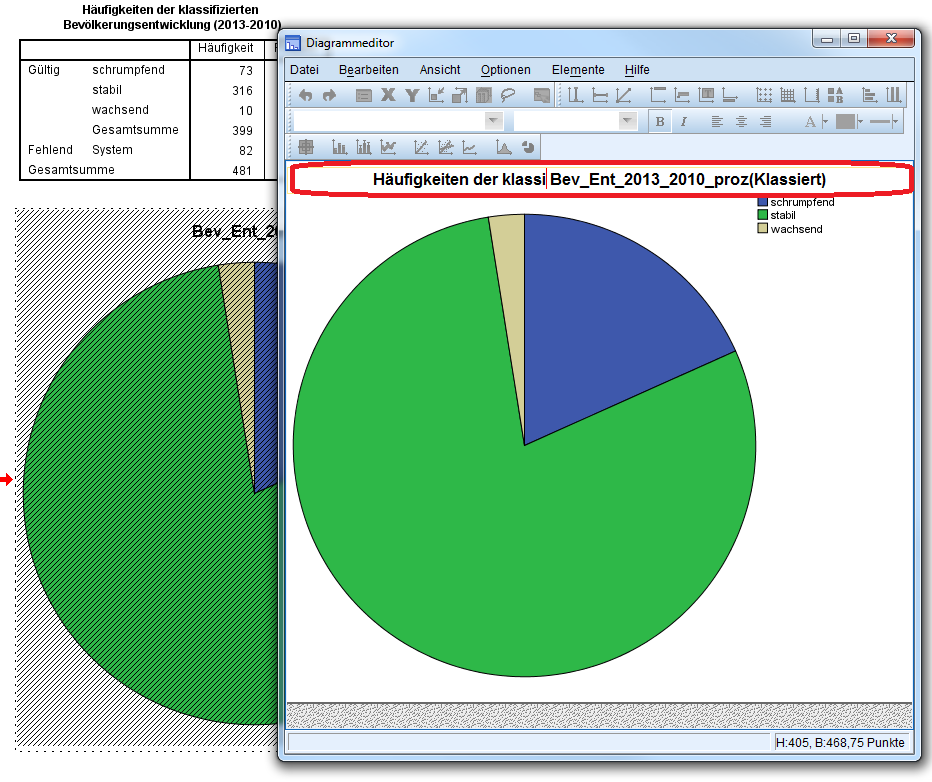 Häufigkeiten der klassifizierten
Bevölkerungsentwicklung (2013-2010)
Häufigkeit
Gültig schrumpfend 73
stabil 316
wachsend 10
Gesamtsumme 399
Fehlend System 82
Gesamtsumme 481
Bev_Ent_2
Diagrammeditor
Datei Bearbeiten Ansicht Optionen Elemente Hilfe
B I A
Häufigkeiten der klassi Bev_Ent_2013_2010_proz(Klassiert)
schrumpfend
stabil
wachsend
H:405, B:468,75 Punkte